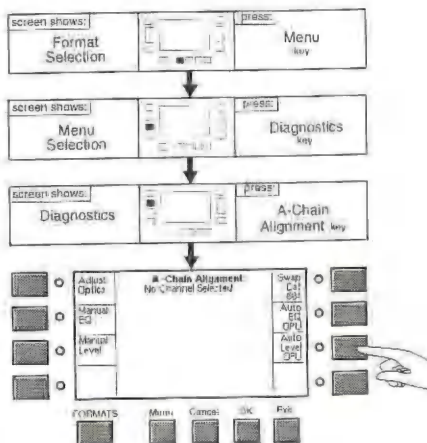 screen shows:
Format
Selection
press:
Menu
key
screen shows:
Menu
Selection
press:
Diagnostics
key
screen shows:
Diagnostics
press:
A-Chain
Alignment key
A-Chain Alignment:
No Channel Selected
Adjust
Optics
Manual
EQ
Manual
Level
Swap
Cat
Auto
EQ
OPU
Auto
Level
OPU
FORMATS
Menu
Cancel
OK
Exit